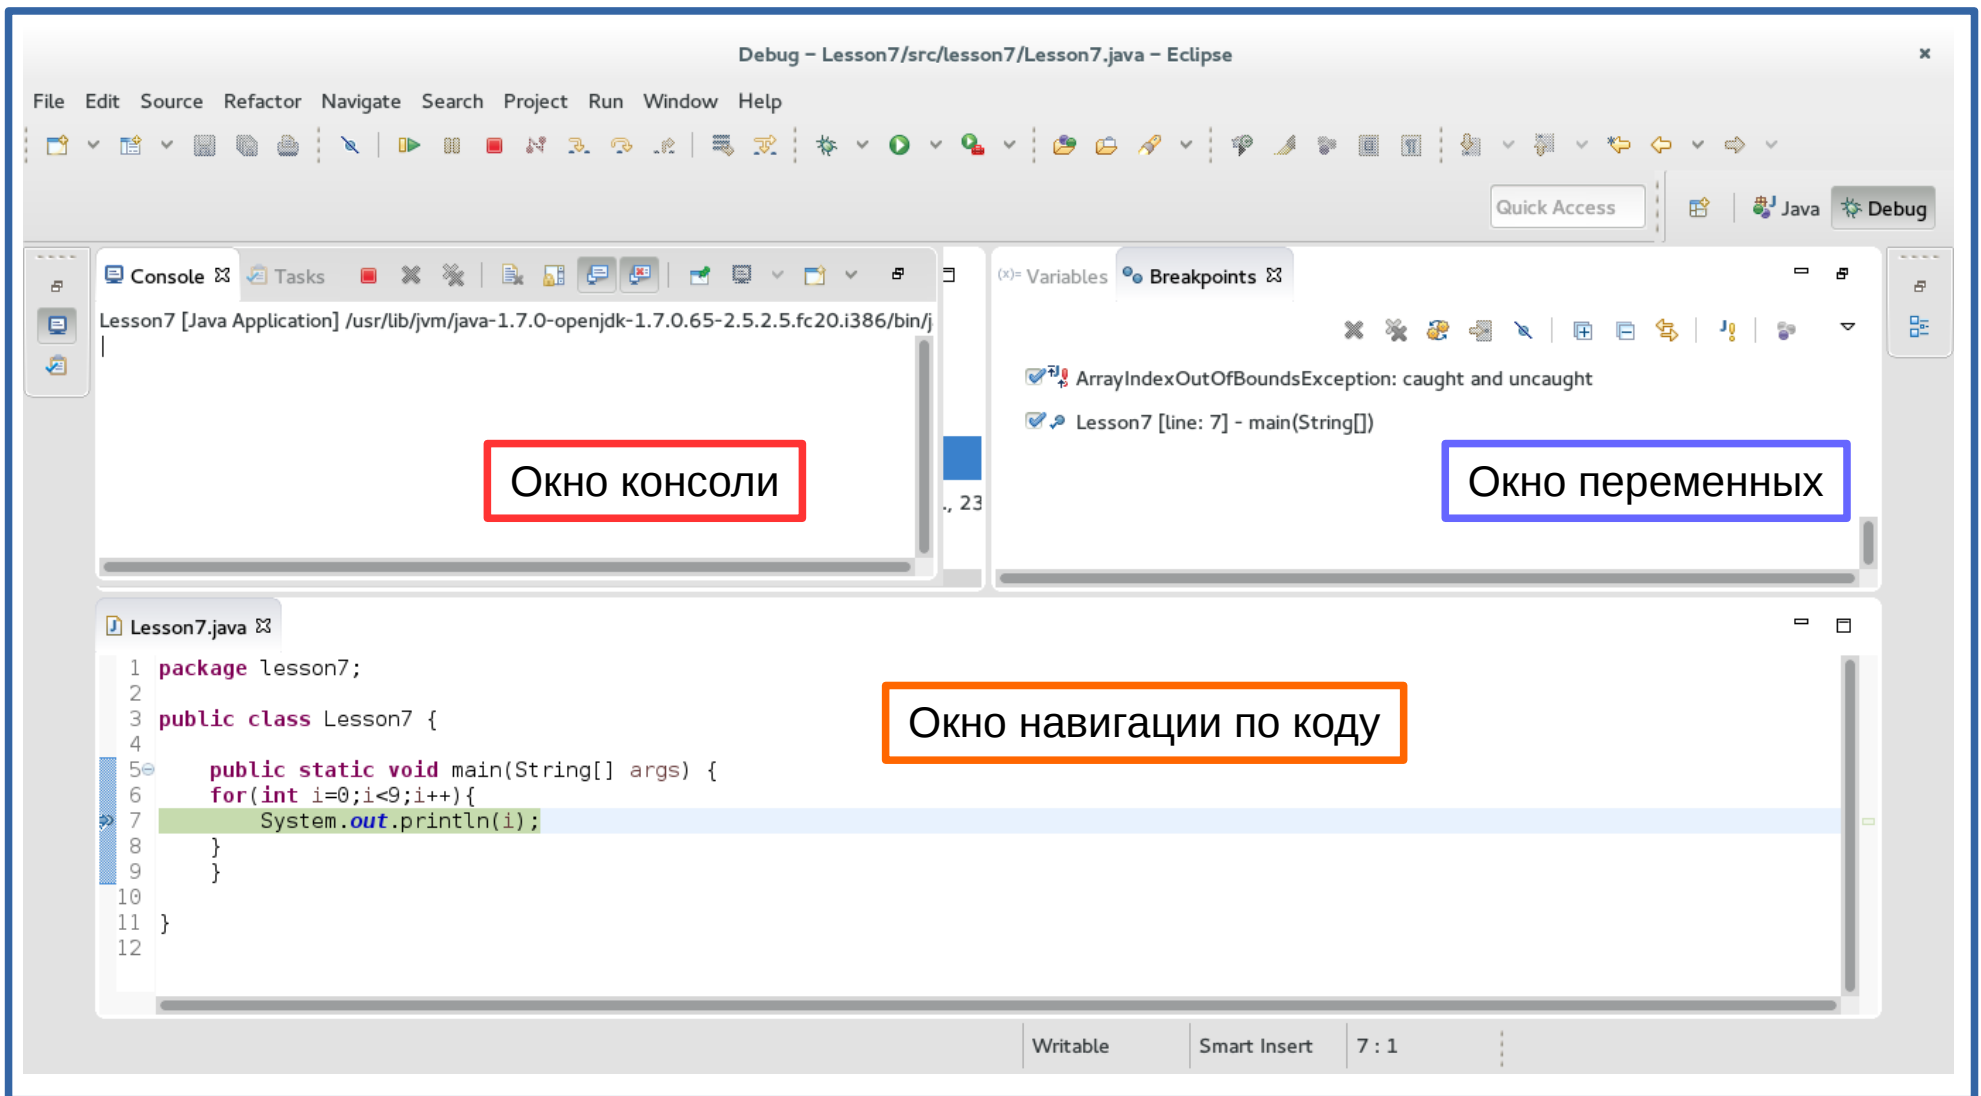 Debug – Lesson7/src/lesson7/Lesson7.java – Eclipse
File Edit Source Refactor Navigate Search Project Run Window Help
Quick Access
Java
Debug
Console
Tasks
Lesson7 [Java Application] /usr/lib/jvm/java-1.7.0-openjdk-1.7.0.65-2.5.2.5.fc20.i386/bin/j
Окно консоли
., 23
(x)= Variables
Breakpoints
ArrayIndexOutOfBoundsException: caught and uncaught
Lesson7 [line: 7] - main(String[])
Окно переменных
Lesson7.java
1 package lesson7;
2
3 public class Lesson7 {
4
5 public static void main(String[] args) {
6 for(int i=0;i<9;i++){
7 System.out.println(i);
8 }
9 }
10
11 }
12
Окно навигации по коду
Writable
Smart Insert
7 : 1